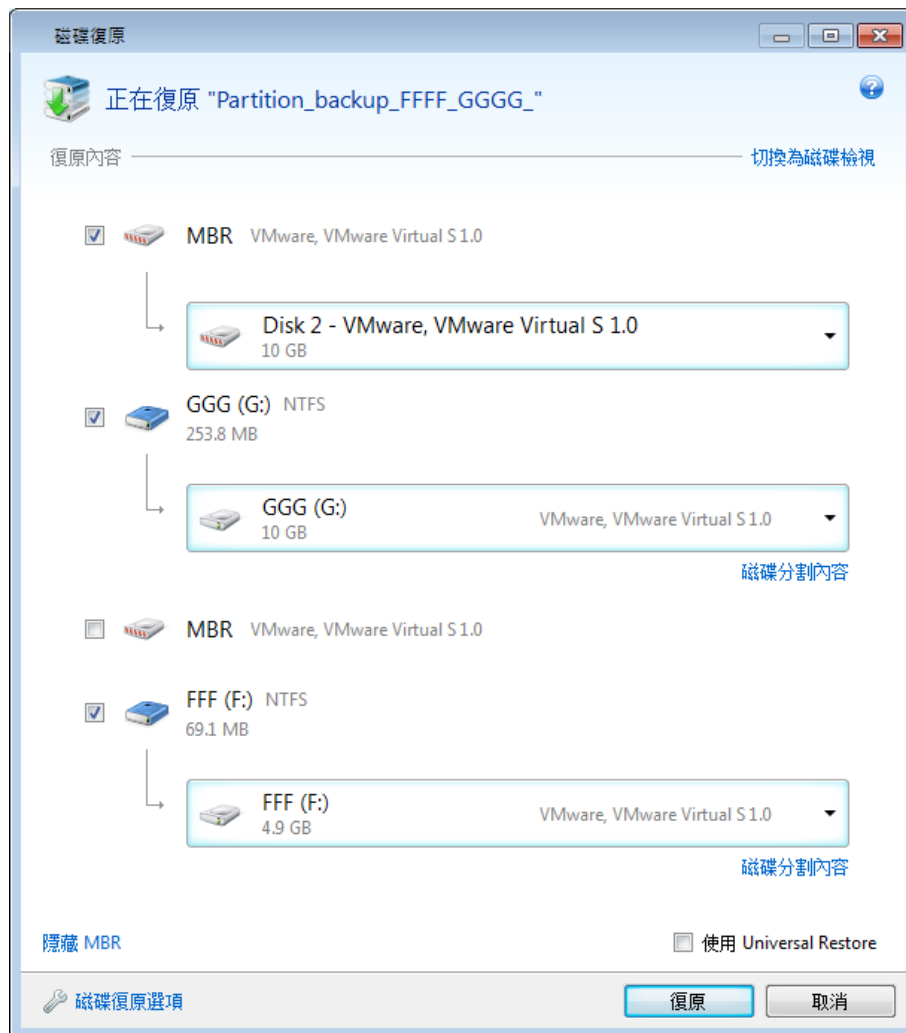 磁碟復原
正在復原 "Partition_backup_FFFF_GGGG_"
復原內容 切換為磁碟檢視
MBR VMware, VMware Virtual S 1.0
Disk 2 - VMware, VMware Virtual S 1.0
10 GB
GGG (G:) NTFS
253.8 MB
GGG (G:) VMware, VMware Virtual S 1.0
10 GB
磁碟分割內容
MBR VMware, VMware Virtual S 1.0
FFF (F:) NTFS
69.1 MB
FFF (F:) VMware, VMware Virtual S 1.0
4.9 GB
磁碟分割內容
隱藏 MBR 使用 Universal Restore
磁碟復原選項 復原 取消